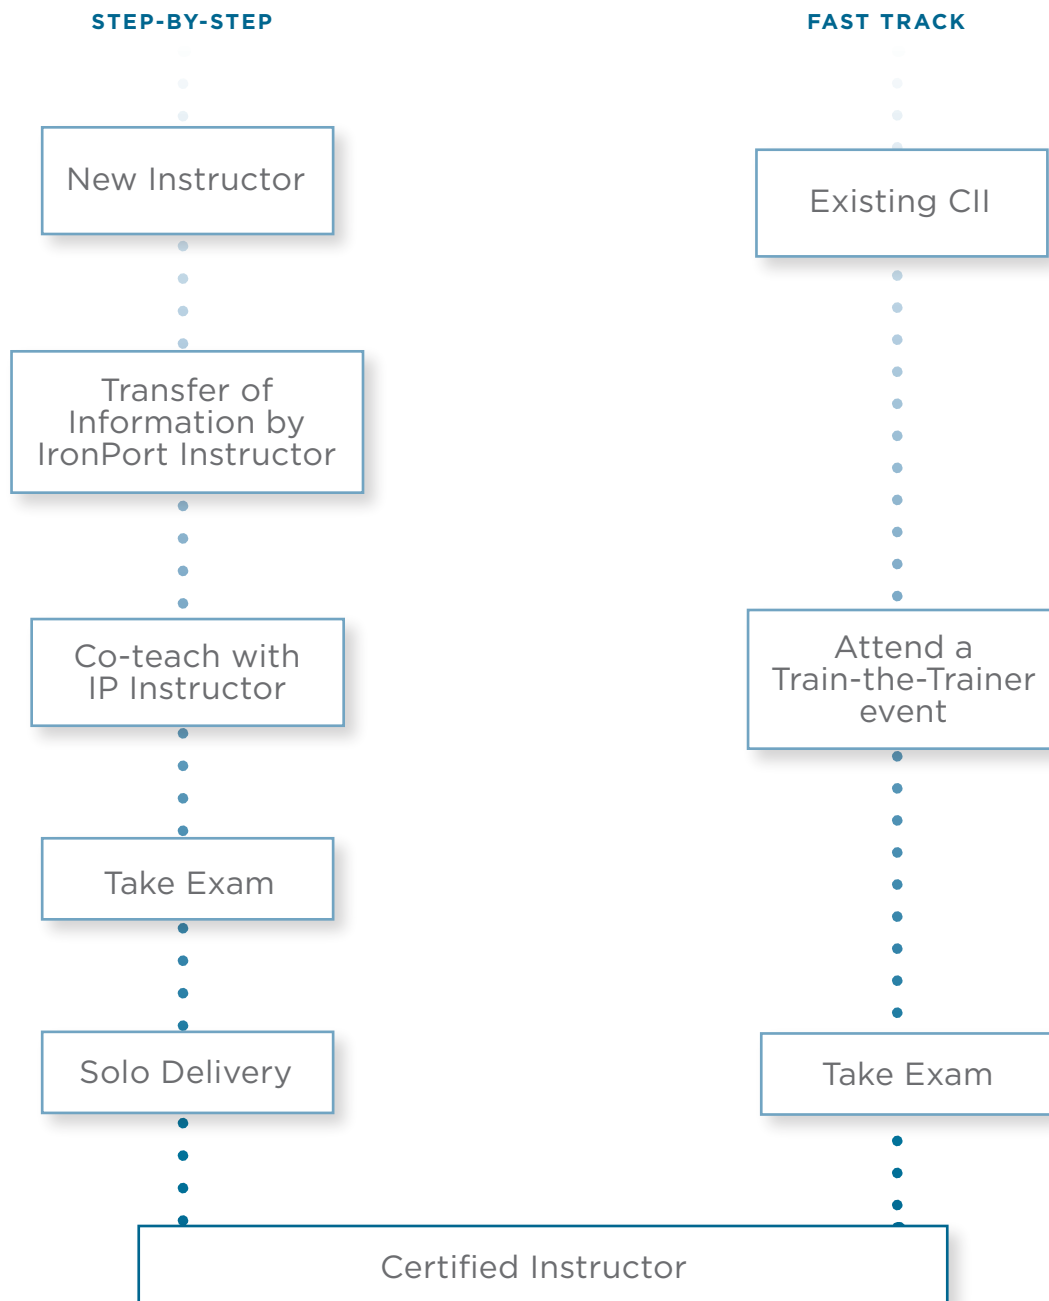 STEP-BY-STEP
New Instructor
Transfer of
Information by
IronPort Instructor
Co-teach with
IP Instructor
Take Exam
Solo Delivery
FAST TRACK
Existing CII
Attend a
Train-the-Trainer
event
Take Exam
Certified Instructor